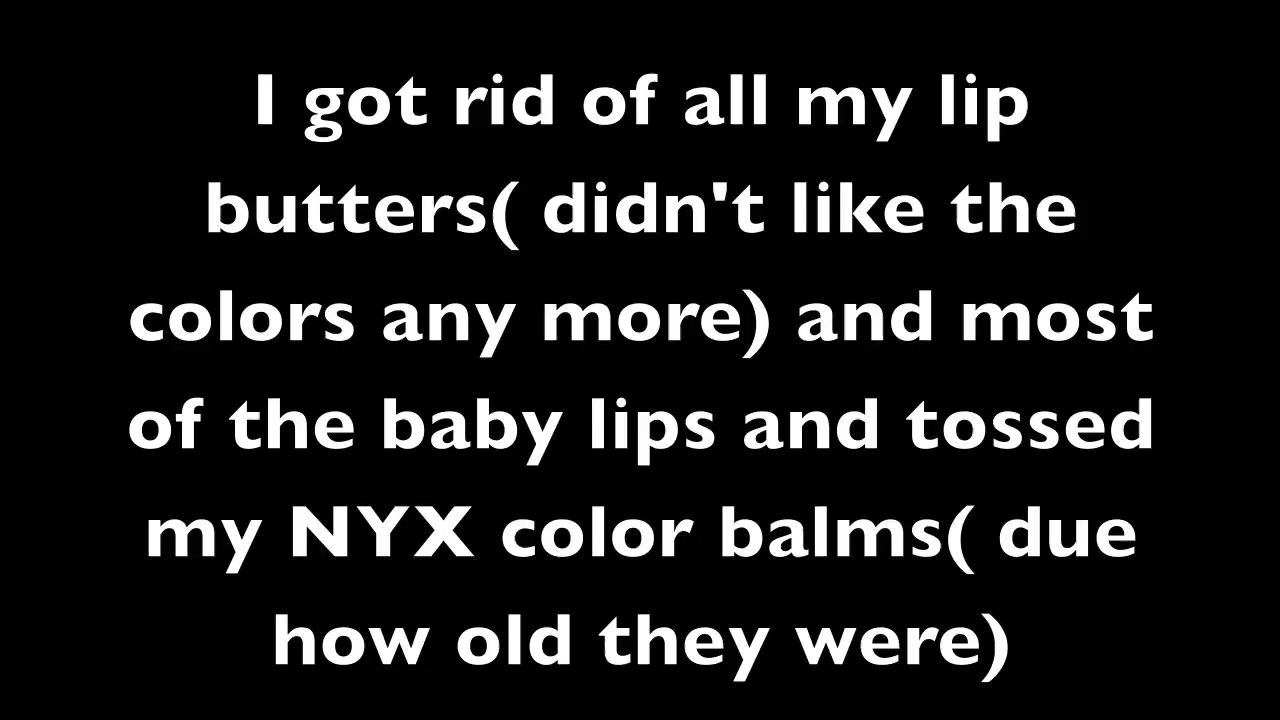 I got rid of all my lip
butters( didn't like the
colors any more) and most
of the baby lips and tossed
my NYX color balms( due
how old they were)